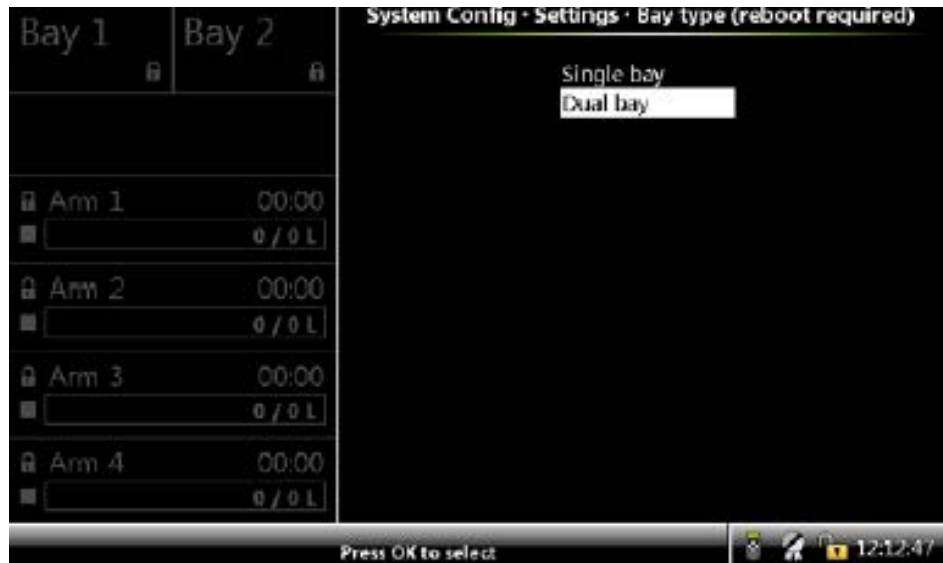 Bay 1
Bay 2
System Config · Settings · Bay type (reboot required)
Single bay
Dual bay
Arm 1 00:00
0 / 0 L
Arm 2 00:00
0 / 0 L
Arm 3 00:00
0 / 0 L
Arm 4 00:00
0 / 0 L
Press OK to select
12:12:47